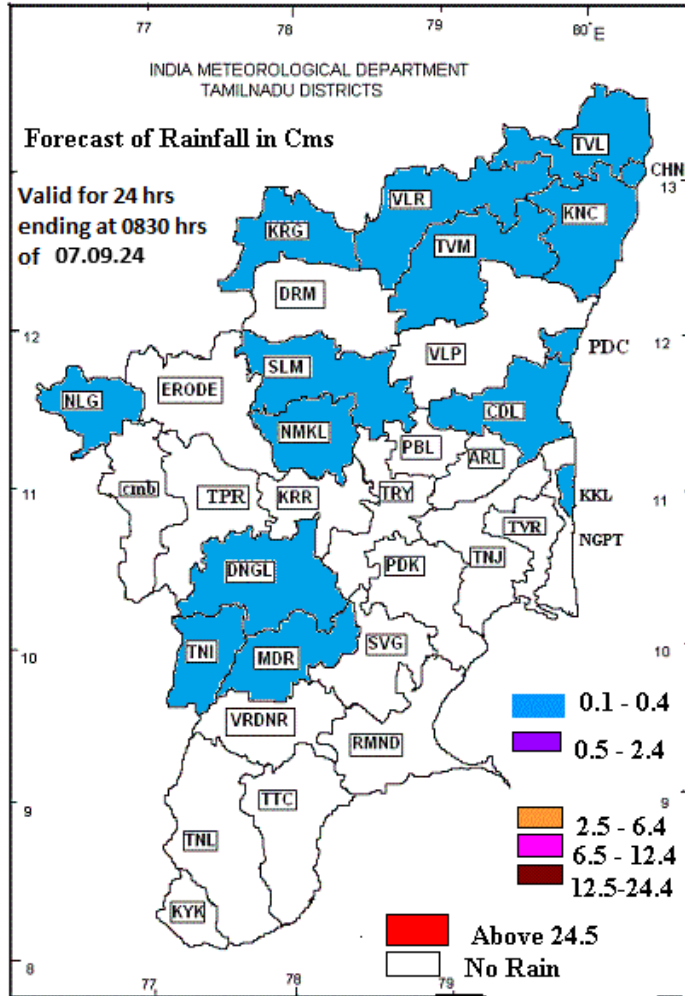 77 78 79 80 E
INDIA METEOROLOGICAL DEPARTMENT
TAMILNADU DISTRICTS
Forecast of Rainfall in Cms
TVL
CHN
13
Valid for 24 hrs
ending at 0830 hrs
of 07.09.24
VLR
KNC
KRG
TVM
DRM
12
12
PDC
VLP
SLM
ERODE
NLG
CDL
NMKL
PBL
ARL
cmb
TPR
KRR
TRY
11
11
KKL
TVR
NGPT
DNGL
PDK
TNJ
TNI
MDR
SVG
10
10
VRDNR
RMND
0.1 - 0.4
0.5 - 2.4
9
9
TTC
TNL
2.5 - 6.4
6.5 - 12.4
12.5-24.4
KYK
Above 24.5
No Rain
8
77 78 79